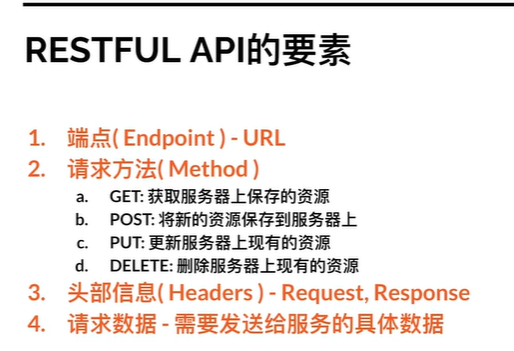 RESTFUL API的要素
1. 端点( Endpoint ) - URL
2. 请求方法( Method )
a. GET: 获取服务器上保存的资源
b. POST: 将新的资源保存到服务器上
c. PUT: 更新服务器上现有的资源
d. DELETE: 删除服务器上现有的资源
3. 头部信息( Headers ) - Request, Response
4. 请求数据 - 需要发送给服务的具体数据